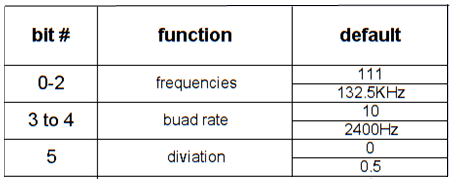 bit # function default
0-2 frequencies 111
132.5KHz
3 to 4 buad rate 10
2400Hz
5 diviation 0
0.5